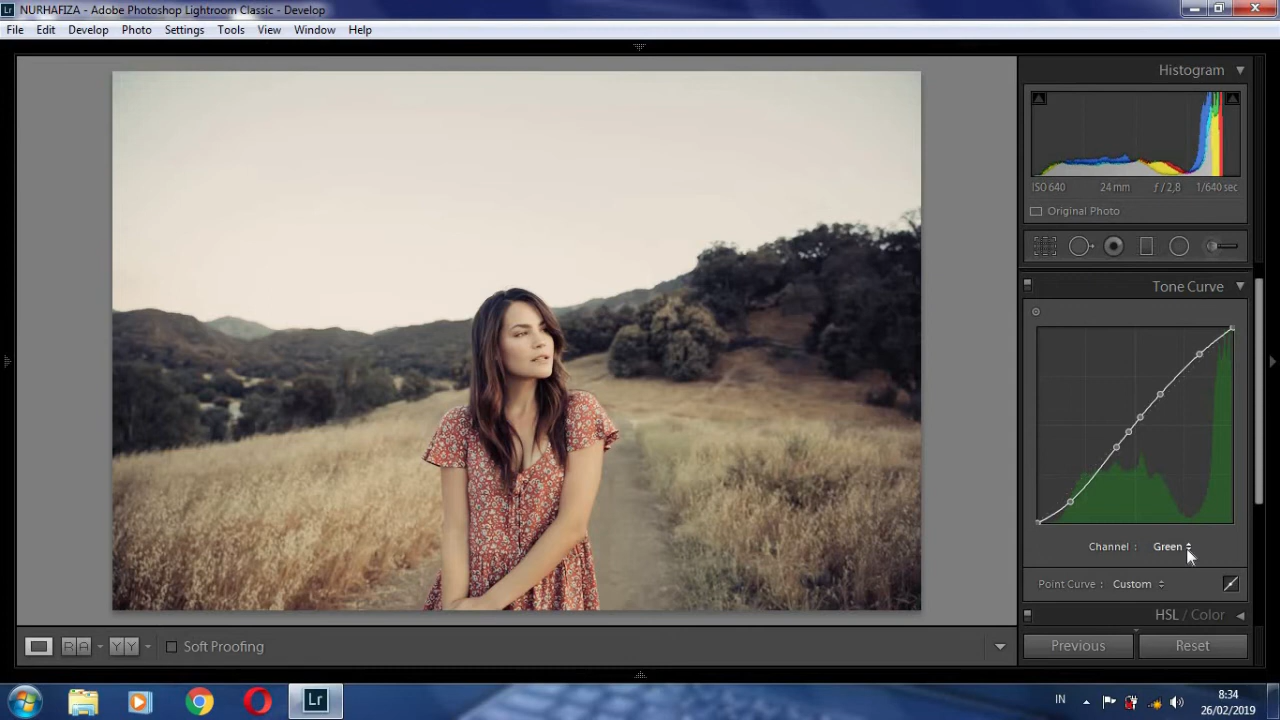 Lr NURHAFIZA - Adobe Photoshop Lightroom Classic - Develop
File Edit Develop Photo Settings Tools View Window Help
Histogram
ISO 640 24 mm ƒ / 2,8 1/640 sec
Original Photo
Tone Curve
Channel : Green
Point Curve : Custom
HSL / Color
R A Y Y Soft Proofing
Previous Reset
Lr
IN
8:34
26/02/2019